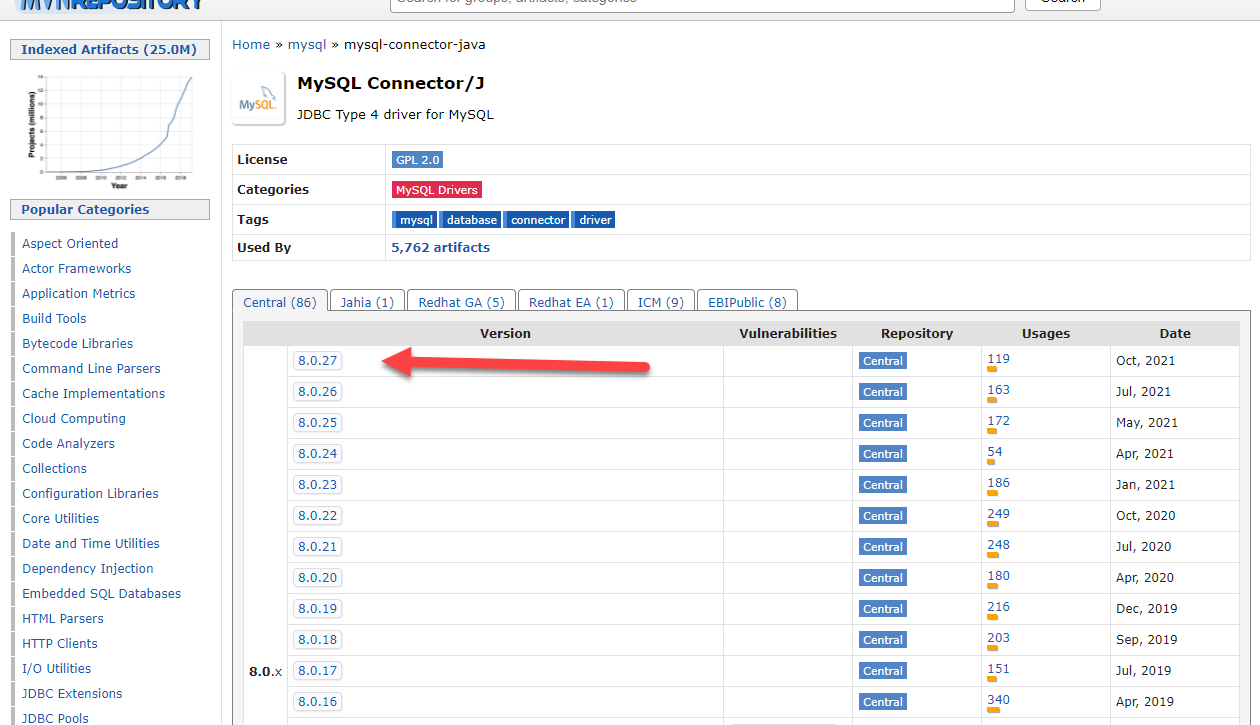 MVNREPOSITORY
Search for groups, artifacts, categories
Search
Indexed Artifacts (25.0M)
Projects (millions)
14
12
10
8
6
4
2
0
2006 2008 2010 2012 2014 2016 2018
Year
Popular Categories
Aspect Oriented
Actor Frameworks
Application Metrics
Build Tools
Bytecode Libraries
Command Line Parsers
Cache Implementations
Cloud Computing
Code Analyzers
Collections
Configuration Libraries
Core Utilities
Date and Time Utilities
Dependency Injection
Embedded SQL Databases
HTML Parsers
HTTP Clients
I/O Utilities
JDBC Extensions
JDBC Pools
Home » mysql » mysql-connector-java
MySQL.
MySQL Connector/J
JDBC Type 4 driver for MySQL
License GPL 2.0
Categories MySQL Drivers
Tags mysql database connector driver
Used By 5,762 artifacts
Central (86) Jahia (1) Redhat GA (5) Redhat EA (1) ICM (9) EBIPublic (8)
Version Vulnerabilities Repository Usages Date
8.0.27 Central 119 Oct, 2021
8.0.26 Central 163 Jul, 2021
8.0.25 Central 172 May, 2021
8.0.24 Central 54 Apr, 2021
8.0.23 Central 186 Jan, 2021
8.0.22 Central 249 Oct, 2020
8.0.21 Central 248 Jul, 2020
8.0.20 Central 180 Apr, 2020
8.0.19 Central 216 Dec, 2019
8.0.18 Central 203 Sep, 2019
8.0.x 8.0.17 Central 151 Jul, 2019
8.0.16 Central 340 Apr, 2019